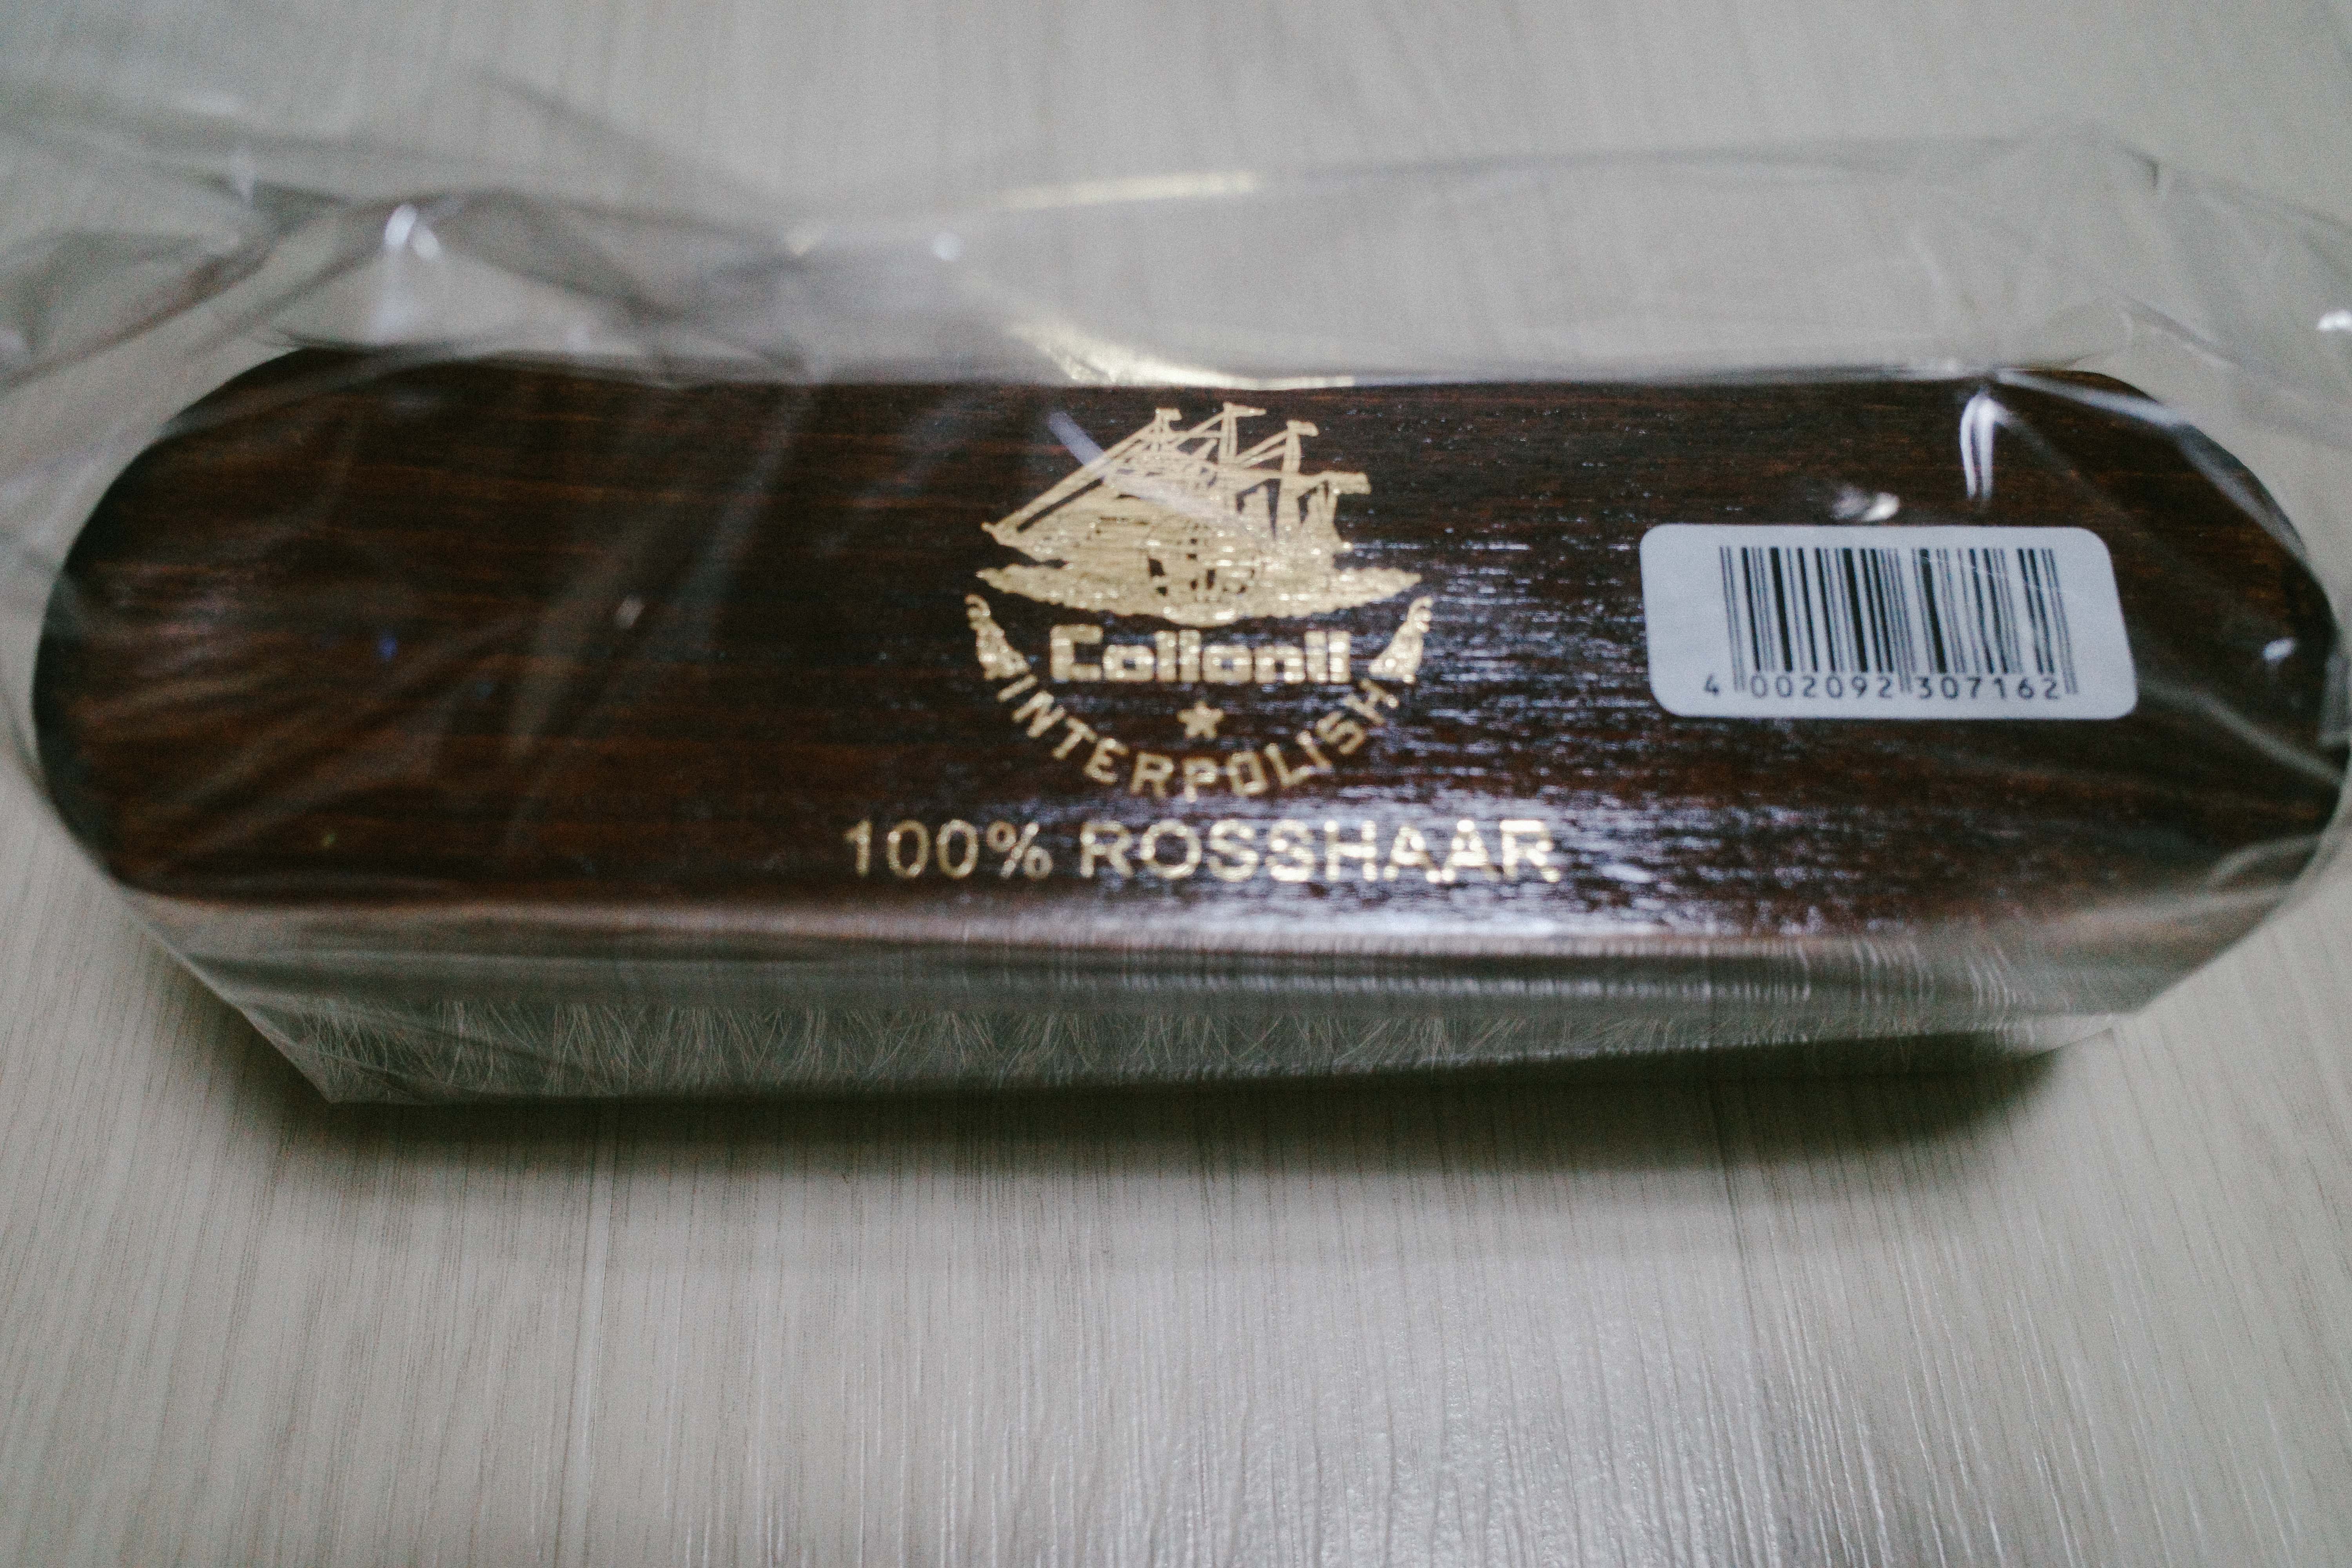 Collonil
INTERPOLISH
100% ROSSHAAR
4 002092 307162